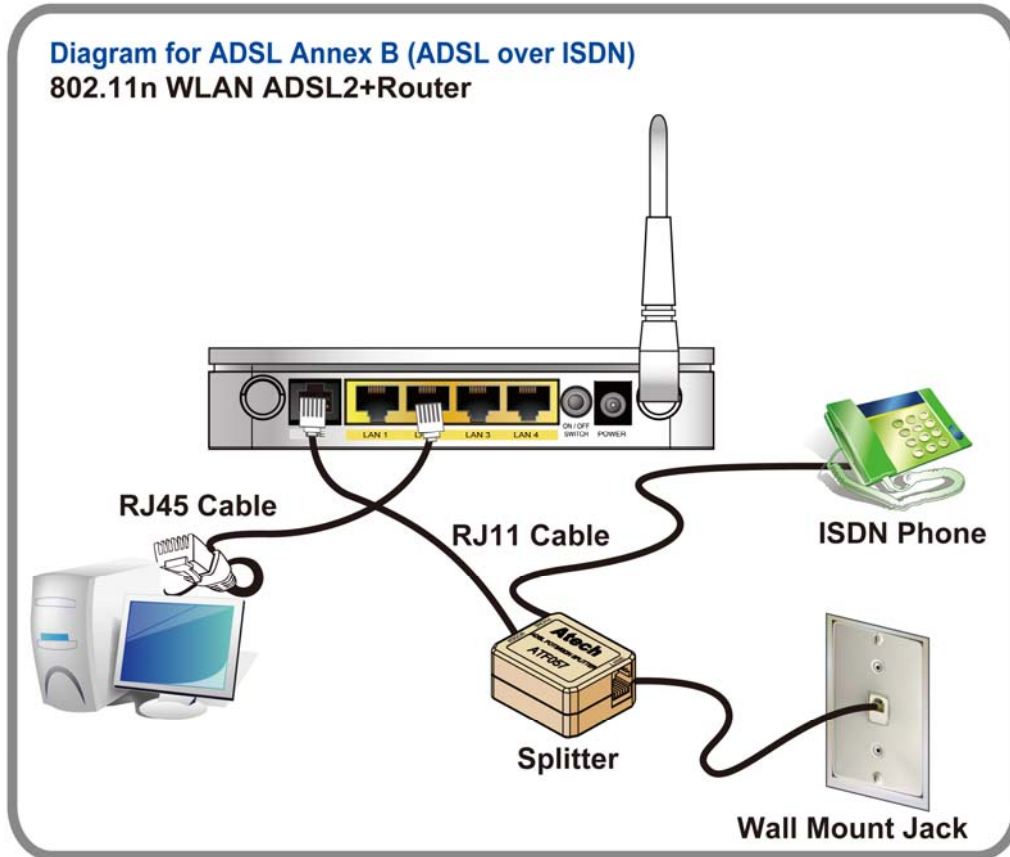 Diagram for ADSL Annex B (ADSL over ISDN)
802.11n WLAN ADSL2+Router
LAN 1
LAN 3
LAN 4
ON / OFF
SWITCH
POWER
RJ45 Cable
RJ11 Cable
ISDN Phone
Atech
SPLITTER
ATF057
Splitter
Wall Mount Jack